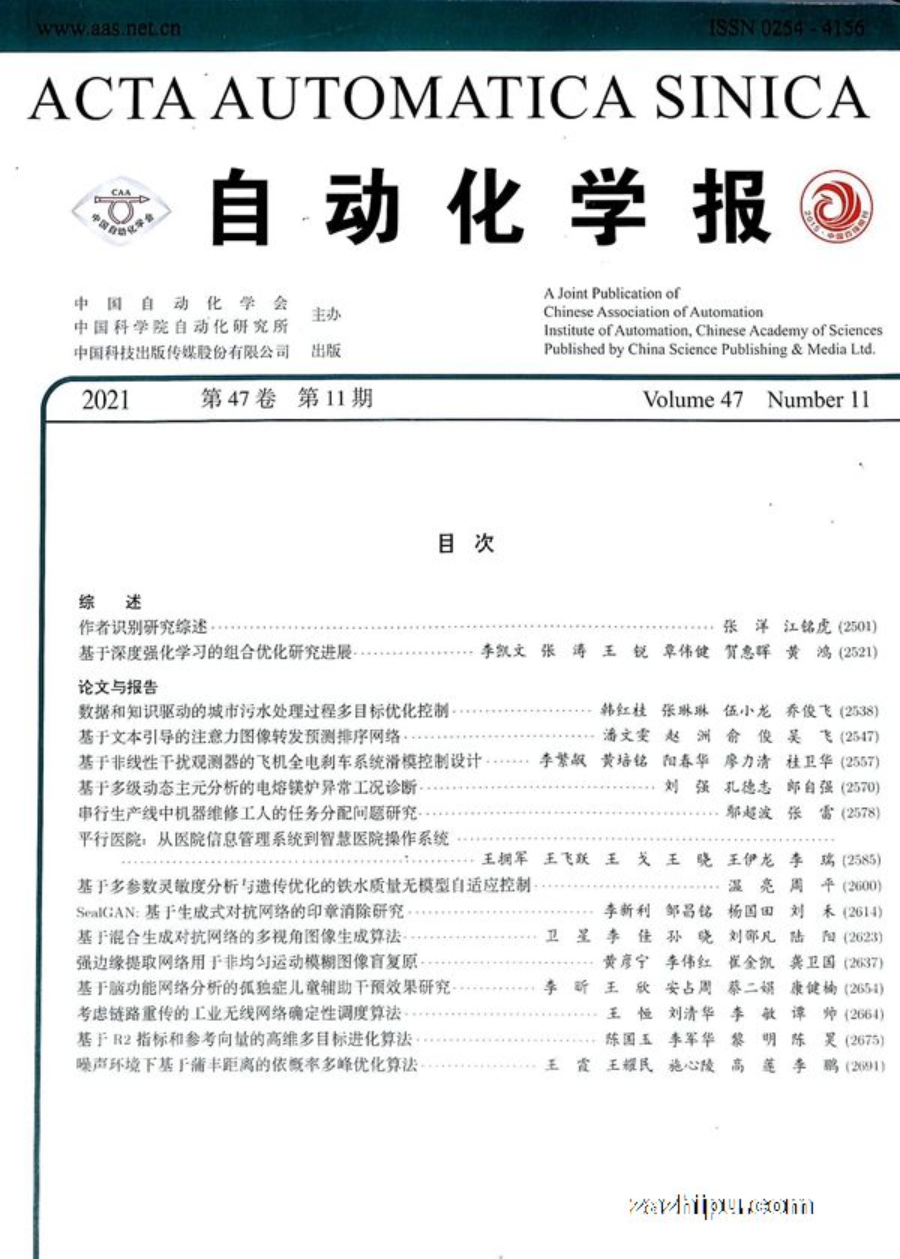 www.aas.net.cn ISSN 0254-4156
ACTA AUTOMATICA SINICA
CAA
中国自动化学会
自动化学报
2015·中国百强报刊
中国自动化学会
中国科学院自动化研究所 主办
中国科技出版传媒股份有限公司 出版
A Joint Publication of
Chinese Association of Automation
Institute of Automation, Chinese Academy of Sciences
Published by China Science Publishing & Media Ltd.
2021 第47卷 第11期 Volume 47 Number 11
目次
综 述
作者识别研究综述 张 洋 江铭虎 (2501)
基于深度强化学习的组合优化研究进展 李凯文 张 涛 王 锐 覃伟健 贺惠晖 黄 鸿 (2521)
论文与报告
数据和知识驱动的城市污水处理过程多目标优化控制 韩红桂 张琳琳 伍小龙 乔俊飞 (2538)
基于文本引导的注意力图像转发预测排序网络 潘文雯 赵 洲 俞 俊 吴 飞 (2547)
基于非线性干扰观测器的飞机全电刹车系统滑模控制设计 李繁飙 黄培铭 阳春华 廖力清 桂卫华 (2557)
基于多级动态主元分析的电熔镁炉异常工况诊断 刘 强 孔德志 郎自强 (2570)
串行生产线中机器维修工人的任务分配问题研究 鄢超波 张 雷 (2578)
平行医院：从医院信息管理系统到智慧医院操作系统
王拥军 王飞跃 王 戈 王 晓 王伊龙 李 瑞 (2585)
基于多参数灵敏度分析与遗传优化的铁水质量无模型自适应控制 温 亮 周 平 (2600)
SealGAN: 基于生成式对抗网络的印章消除研究 李新利 邹昌铭 杨国田 刘 禾 (2614)
基于混合生成对抗网络的多视角图像生成算法 卫 星 李 佳 孙 晓 刘邵凡 陆 阳 (2623)
强边缘提取网络用于非均匀运动模糊图像盲复原 黄彦宁 李伟红 崔金凯 龚卫国 (2637)
基于脑功能网络分析的孤独症儿童辅助干预效果研究 李 昕 王 欣 安占周 蔡二娟 康健楠 (2654)
考虑链路重传的工业无线网络确定性调度算法 王 恒 刘清华 李 敏 谭 帅 (2664)
基于 R2 指标和参考向量的高维多目标进化算法 陈国玉 李军华 黎 明 陈 昊 (2675)
噪声环境下基于蒲丰距离的依概率多峰优化算法 王 霞 王耀民 施心陵 高 莲 李 鹏 (2691)
zazhipu.com